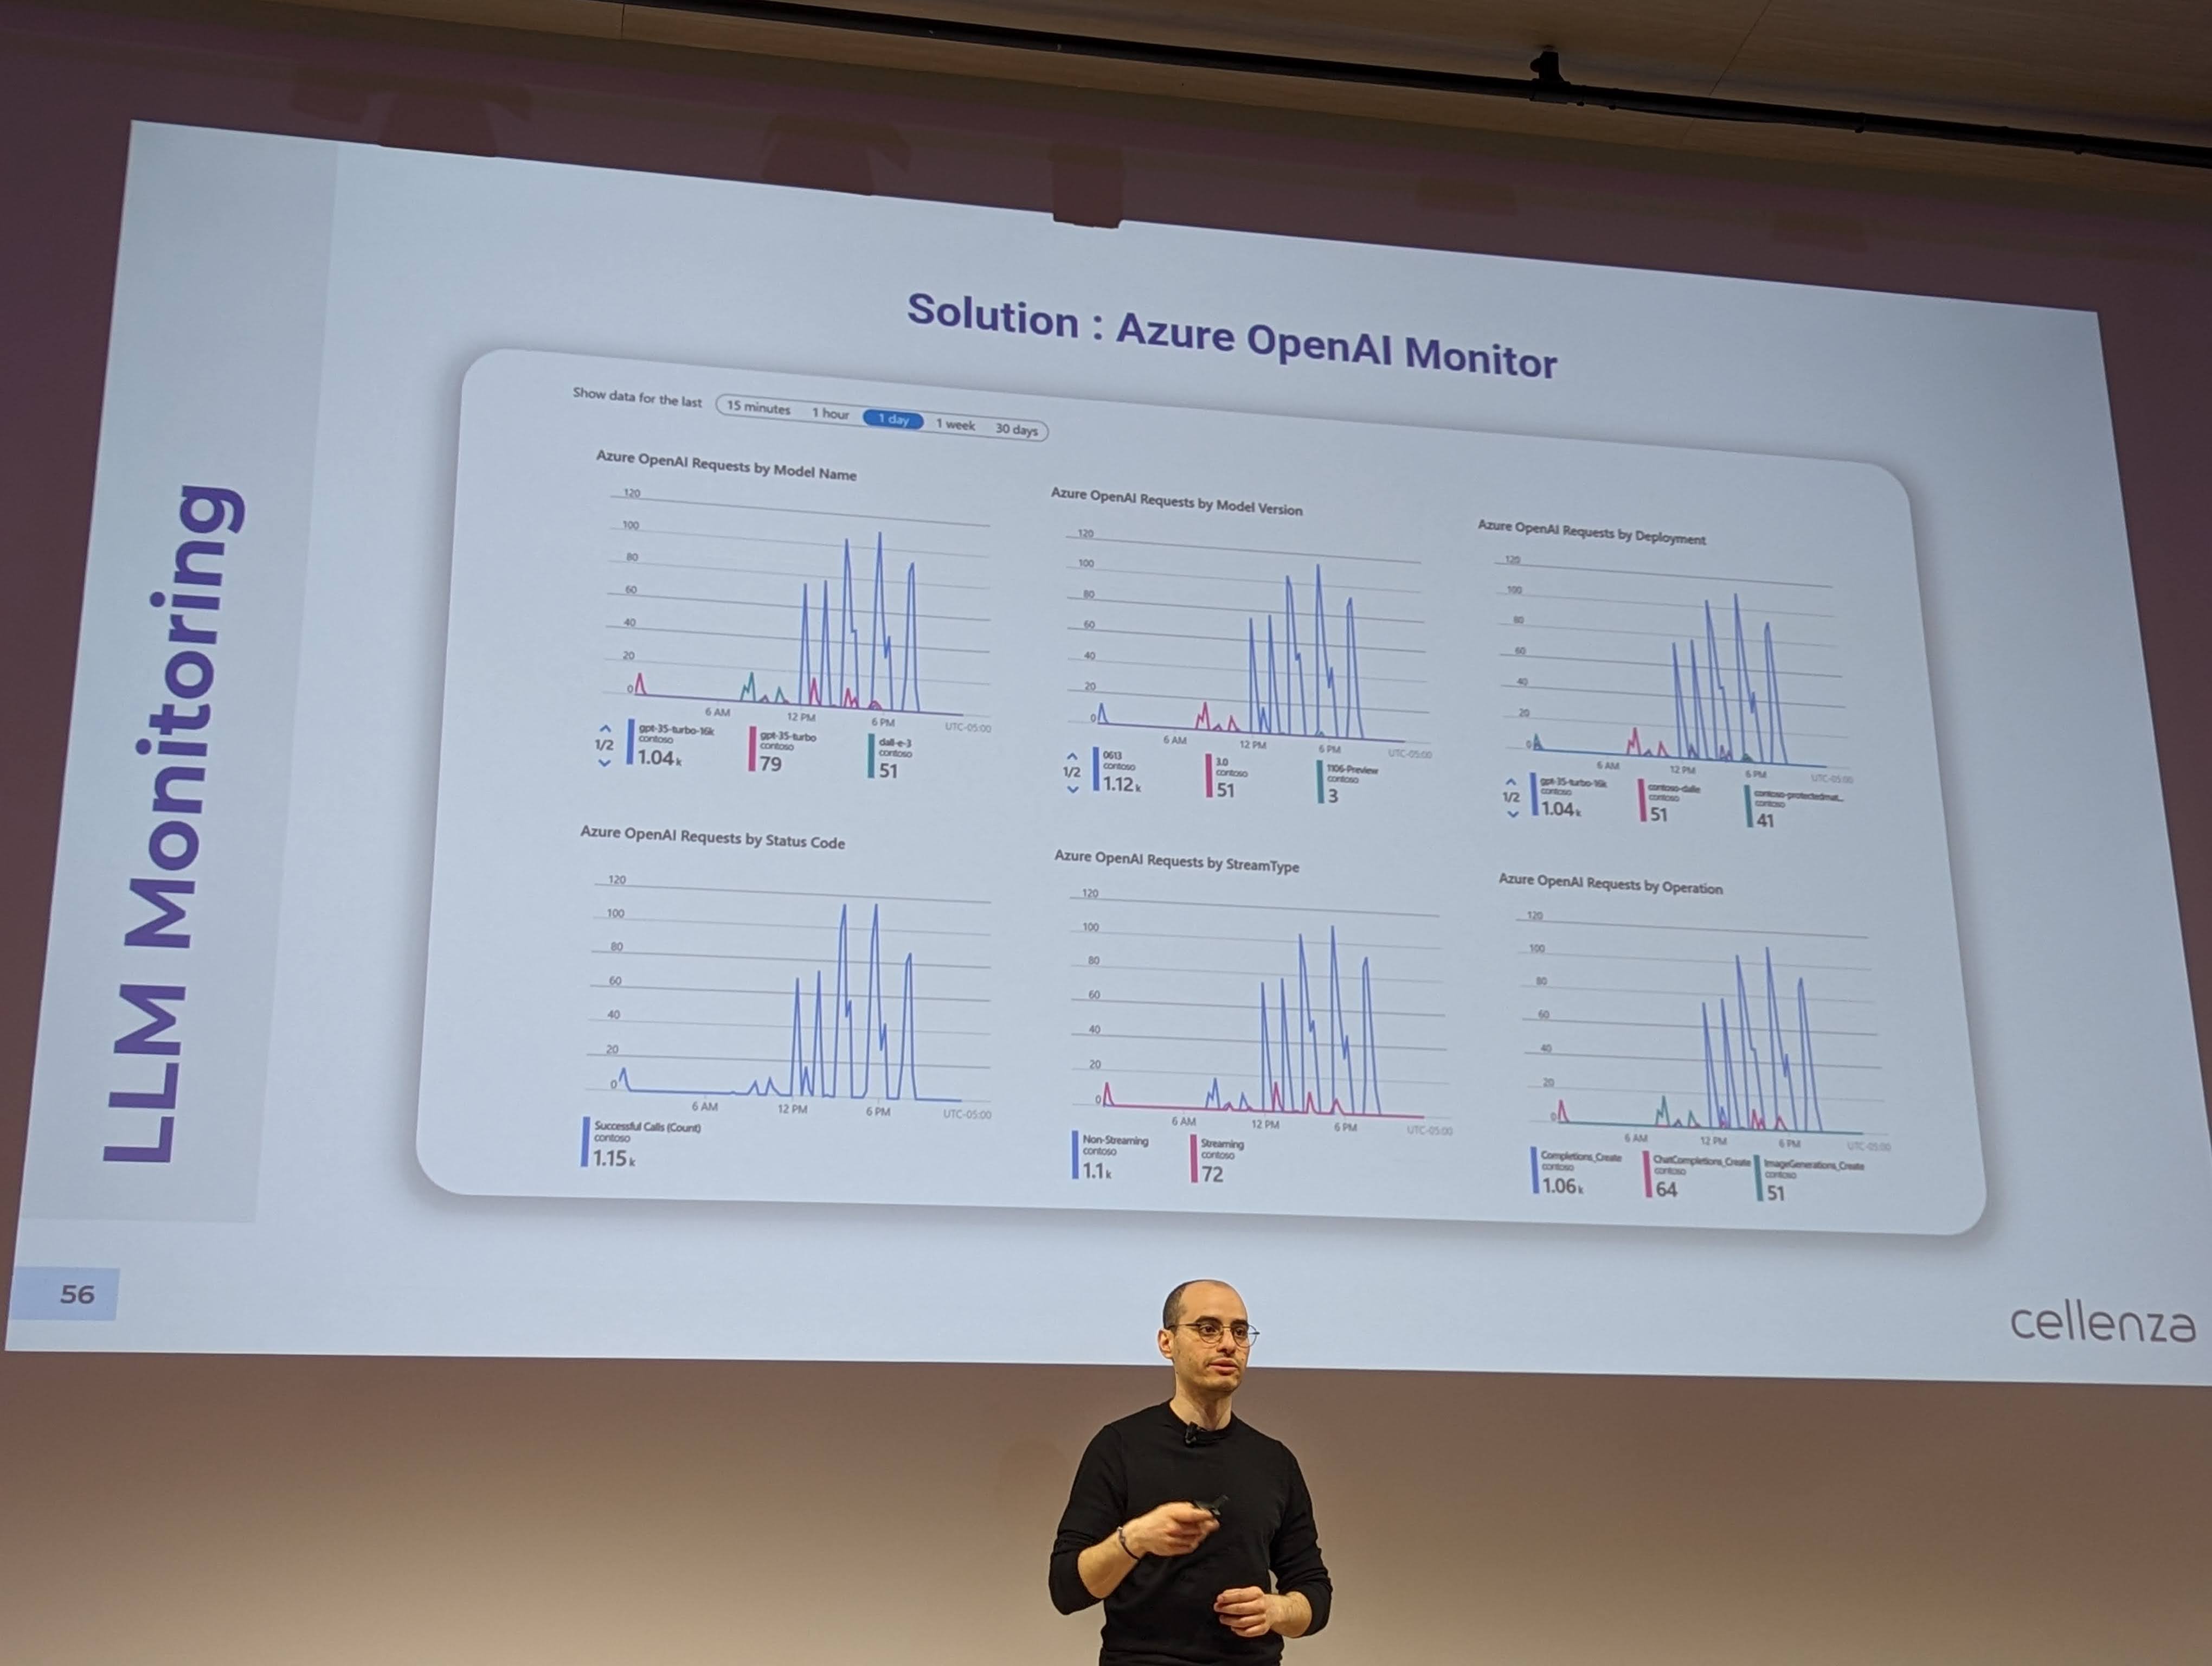 LLM Monitoring
Solution : Azure OpenAI Monitor
Show data for the last 15 minutes 1 hour 1 day 1 week 30 days
Azure OpenAI Requests by Model Name
120
100
80
60
40
20
0
6 AM 12 PM 6 PM UTC-05:00
1/2
gpt-35-turbo-16k
contoso
1.04k
gpt-35-turbo
contoso
79
dall-e-3
contoso
51
Azure OpenAI Requests by Model Version
120
100
80
60
40
20
0
6 AM 12 PM 6 PM UTC-05:00
1/2
0613
contoso
1.12k
3.0
contoso
51
1106-Preview
contoso
3
Azure OpenAI Requests by Deployment
120
100
80
60
40
20
0
6 AM 12 PM 6 PM UTC-05:00
1/2
gpt-35-turbo-16k
contoso
1.04k
contoso-dalle
contoso
51
contoso-protectedmat...
contoso
41
Azure OpenAI Requests by Status Code
120
100
80
60
40
20
0
6 AM 12 PM 6 PM UTC-05:00
Successful Calls (Count)
contoso
1.15k
Azure OpenAI Requests by StreamType
120
100
80
60
40
20
0
6 AM 12 PM 6 PM UTC-05:00
Non-Streaming
contoso
1.1k
Streaming
contoso
72
Azure OpenAI Requests by Operation
120
100
80
60
40
20
0
6 AM 12 PM 6 PM UTC-05:00
Completions_Create
contoso
1.06k
ChatCompletions_Create
contoso
64
ImageGenerations_Create
contoso
51
56
cellenza